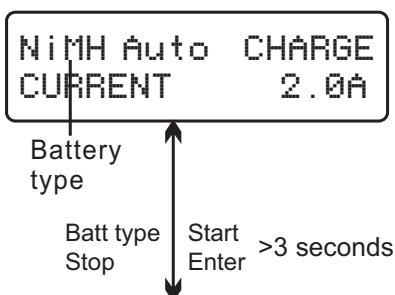 NiMH Auto CHARGE
CURRENT 2.0A
Battery
type
Batt type Start
Stop Enter
>3 seconds